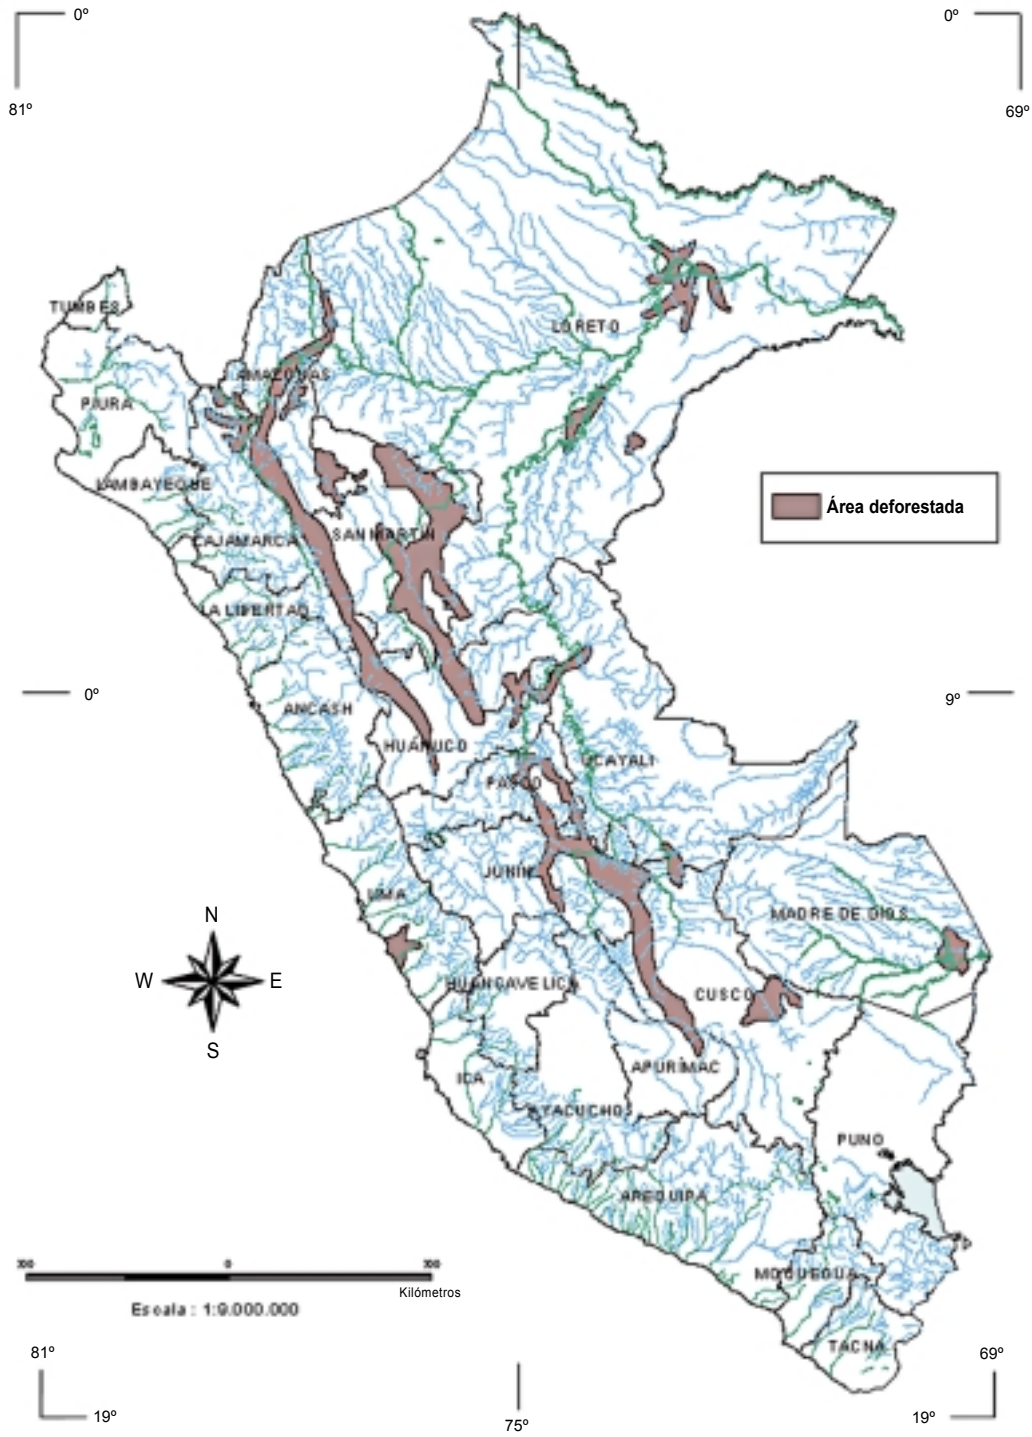 0º
0º
81º
69º
TUMBES
LORETO
AMAZONAS
PIURA
LAMBAYEQUE
Área deforestada
SAN MARTÍN
CAJAMARCA
LA LIBERTAD
0º
9º
ANCASH
HUÁNUCO
UCAYALI
PASCO
JUNÍN
LIMA
MADRE DE DIOS
N
W
E
S
HUANCAVELICA
CUSCO
APURÍMAC
ICA
AYACUCHOS
PUNO
AREQUIPA
300
0
300
Kilómetros
Escala : 1:9.000.000
MOQUEGUA
TACNA
81º
69º
19º
75º
19º